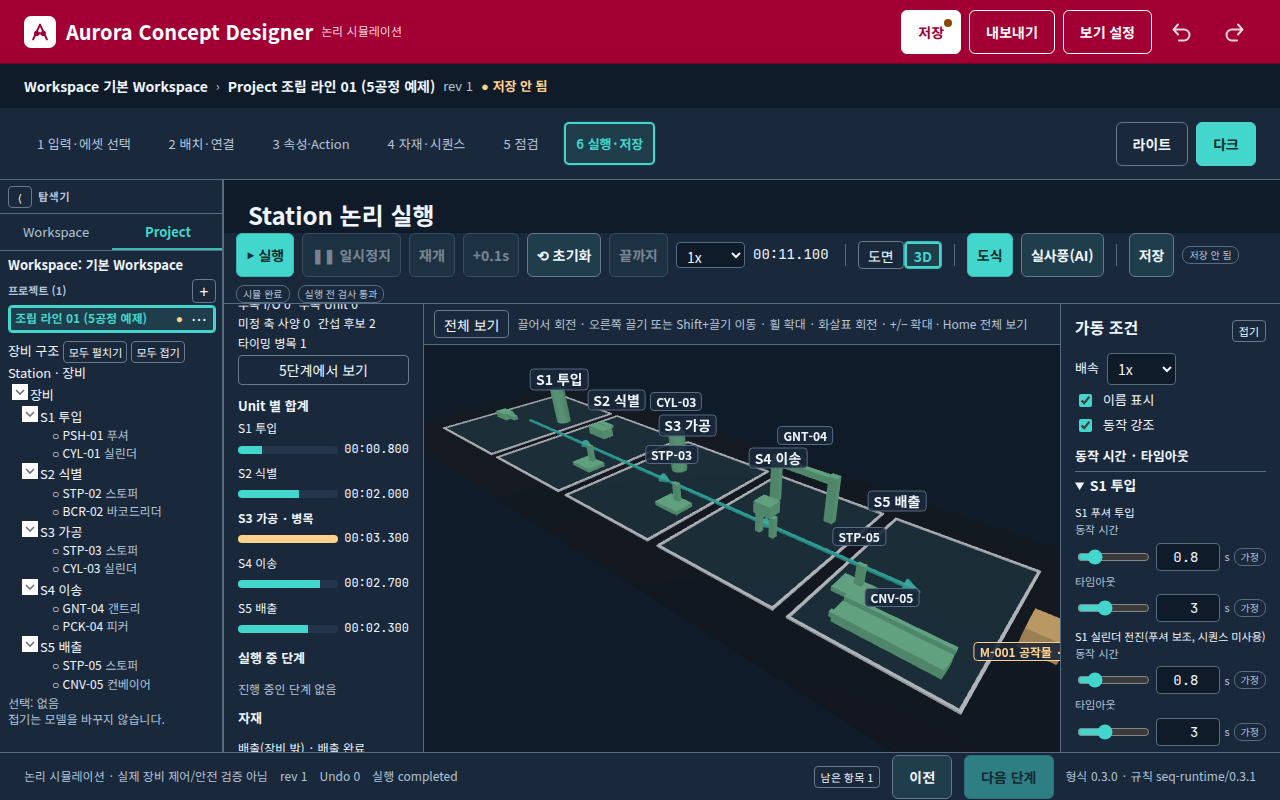 Aurora Concept Designer 논리 시뮬레이션
저장 내보내기 보기 설정
Workspace 기본 Workspace › Project 조립 라인 01 (5공정 예제) rev 1 ● 저장 안 됨
1 입력·에셋 선택 2 배치·연결 3 속성·Action 4 자재·시퀀스 5 점검 6 실행·저장
라이트 다크
⟨ 탐색기
Workspace Project
Workspace: 기본 Workspace
프로젝트 (1) +
조립 라인 01 (5공정 예제) ● ···
장비 구조 모두 펼치기 모두 접기
Station · 장비
장비
S1 투입
○ PSH-01 푸셔
○ CYL-01 실린더
S2 식별
○ STP-02 스토퍼
○ BCR-02 바코드리더
S3 가공
○ STP-03 스토퍼
○ CYL-03 실린더
S4 이송
○ GNT-04 갠트리
○ PCK-04 피커
S5 배출
○ STP-05 스토퍼
○ CNV-05 컨베이어
선택: 없음
접기는 모델을 바꾸지 않습니다.
Station 논리 실행
▶ 실행 ❚❚ 일시정지 재개 +0.1s ⟲ 초기화 끝까지 1x 00:11.100 도면 3D 도식 실사풍(AI) 저장 저장 안 됨
시뮬 완료 실행 전 검사 통과
미정 축 사양 0 간섭 후보 2
타이밍 병목 1
5단계에서 보기
Unit 별 합계
S1 투입
00:00.800
S2 식별
00:02.000
S3 가공 · 병목
00:03.300
S4 이송
00:02.700
S5 배출
00:02.300
실행 중 단계
진행 중인 단계 없음
자재
배출(장비 밖) · 배출 완료
전체 보기 끌어서 회전 · 오른쪽 끌기 또는 Shift+끌기 이동 · 휠 확대 · 화살표 회전 · +/− 확대 · Home 전체 보기
S1 투입
S2 식별 CYL-03
S3 가공
GNT-04
STP-03
S4 이송
S5 배출
STP-05
CNV-05
M-001 공작물 ·
가동 조건 접기
배속 1x
이름 표시
동작 강조
동작 시간 · 타임아웃
▼ S1 투입
S1 푸셔 투입
동작 시간
0.8 s 가정
타임아웃
3 s 가정
S1 실린더 전진(푸셔 보조, 시퀀스 미사용)
동작 시간
0.8 s 가정
타임아웃
3 s 가정
논리 시뮬레이션 · 실제 장비 제어/안전 검증 아님 rev 1 Undo 0 실행 completed
남은 항목 1 이전 다음 단계 형식 0.3.0 · 규칙 seq-runtime/0.3.1